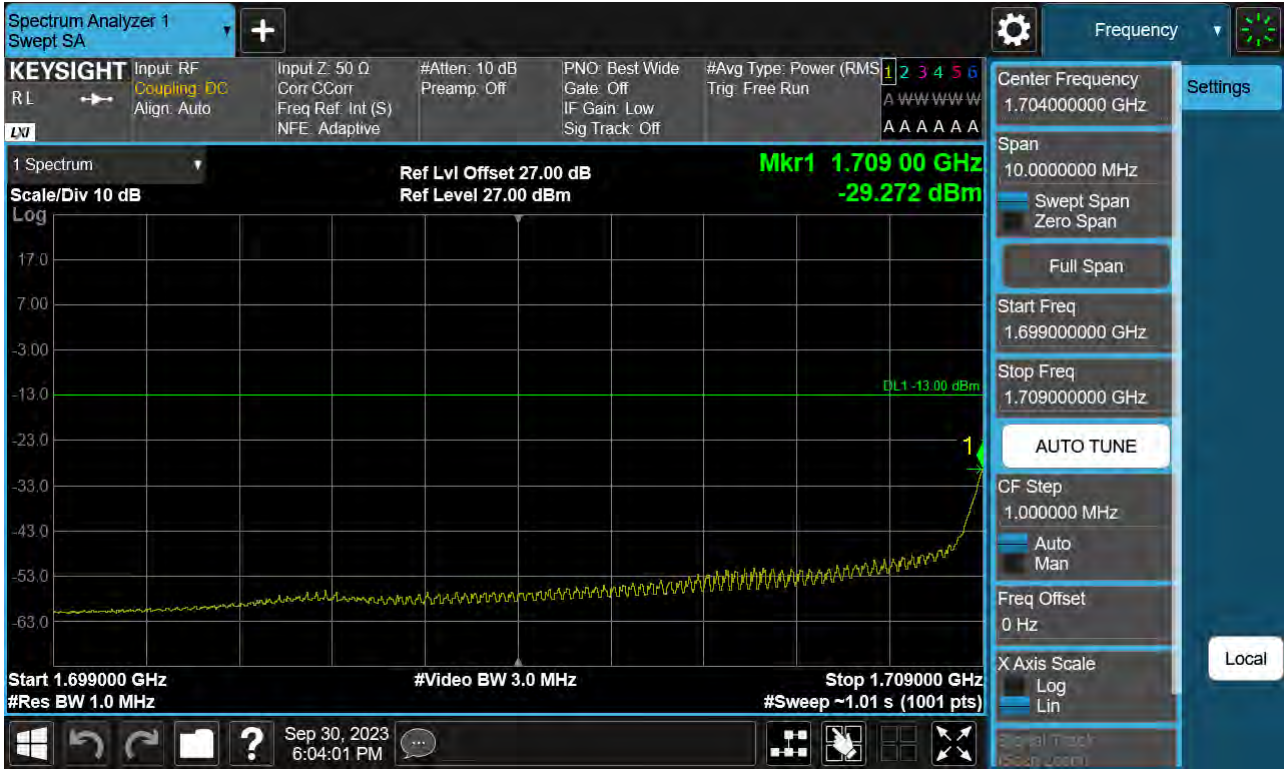 Spectrum Analyzer 1
Swept SA
Frequency
KEYSIGHT
RL
LXI
Input: RF
Coupling: DC
Align: Auto
Input Z: 50 Ω
Corr CCorr
Freq Ref: Int (S)
NFE: Adaptive
#Atten: 10 dB
Preamp: Off
PNO: Best Wide
Gate: Off
IF Gain: Low
Sig Track: Off
#Avg Type: Power (RMS
Trig: Free Run
1 2 3 4 5 6
A W W W W W
A A A A A A
1 Spectrum
Scale/Div 10 dB
Ref Lvl Offset 27.00 dB
Ref Level 27.00 dBm
Mkr1 1.709 00 GHz
-29.272 dBm
Log
17.0
7.00
-3.00
-13.0
DL1 -13.00 dBm
-23.0
1
-33.0
-43.0
-53.0
-63.0
Start 1.699000 GHz
#Video BW 3.0 MHz
Stop 1.709000 GHz
#Res BW 1.0 MHz
#Sweep ~1.01 s (1001 pts)
Center Frequency
1.704000000 GHz
Settings
Span
10.0000000 MHz
Swept Span
Zero Span
Full Span
Start Freq
1.699000000 GHz
Stop Freq
1.709000000 GHz
AUTO TUNE
CF Step
1.000000 MHz
Auto
Man
Freq Offset
0 Hz
X Axis Scale
Log
Lin
Local
Signal Track
(Span Zoom)
?
Sep 30, 2023
6:04:01 PM